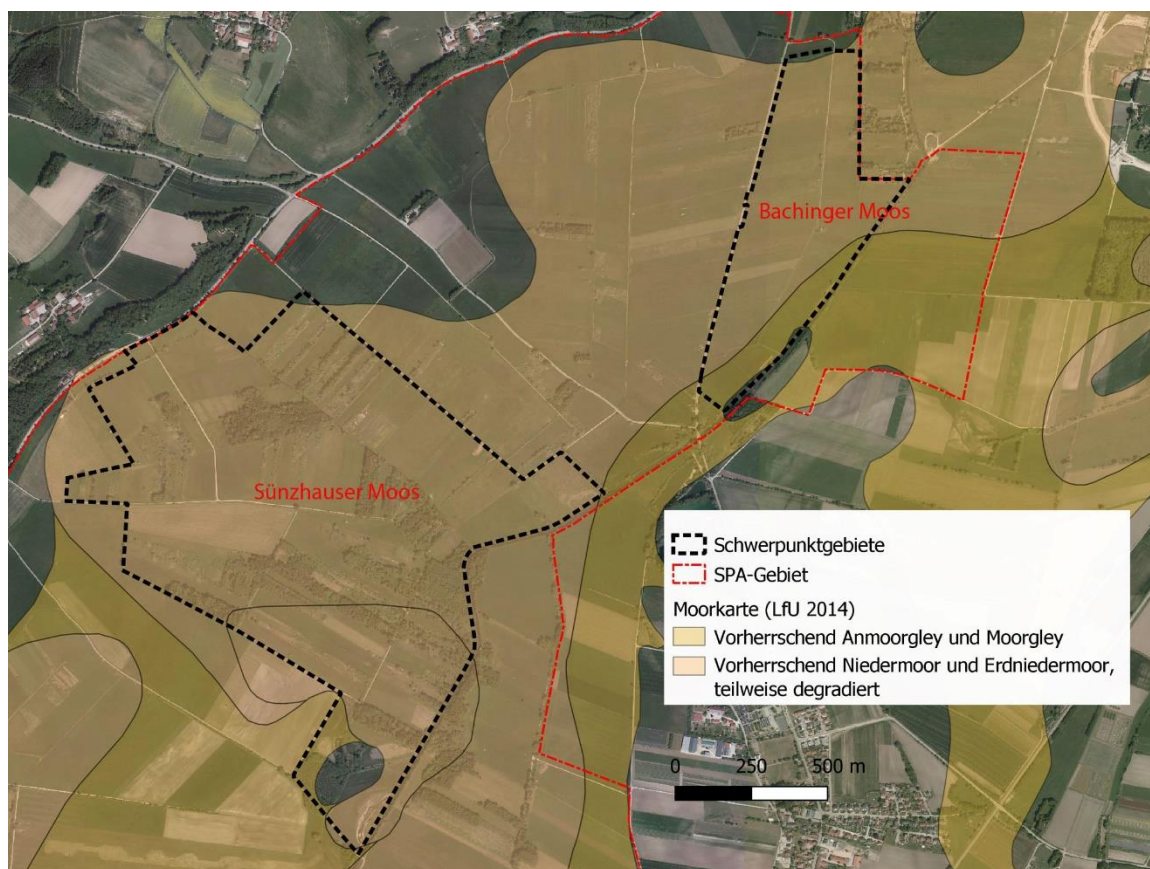 Bachinger Moos
Sünzhauser Moos
Schwerpunktgebiete
SPA-Gebiet
Moorkarte (LfU 2014)
Vorherrschend Anmoorgley und Moorgley
Vorherrschend Niedermoor und Erdniedermoor,
teilweise degradiert
0 250 500 m